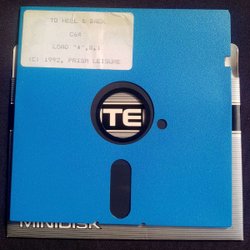 TO HELL & BACK
C64
LOAD "*",8,1
(C) 1992, PRISM LEISURE
TE
MINIDISK